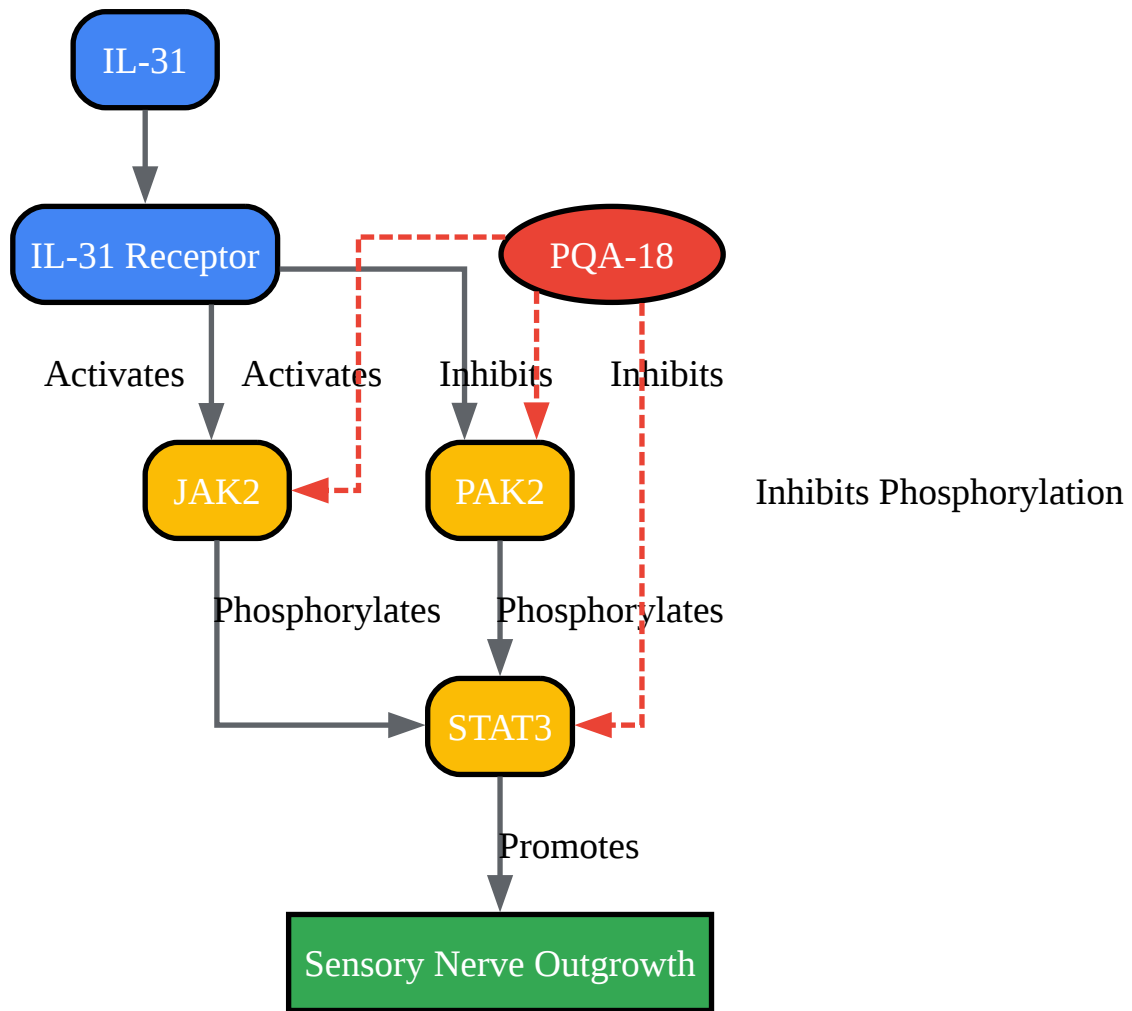 IL-31
IL-31 Receptor
PQA-18
Activates
Activates
Inhibits
Inhibits
JAK2
PAK2
Inhibits Phosphorylation
Phosphorylates
Phosphorylates
STAT3
Promotes
Sensory Nerve Outgrowth